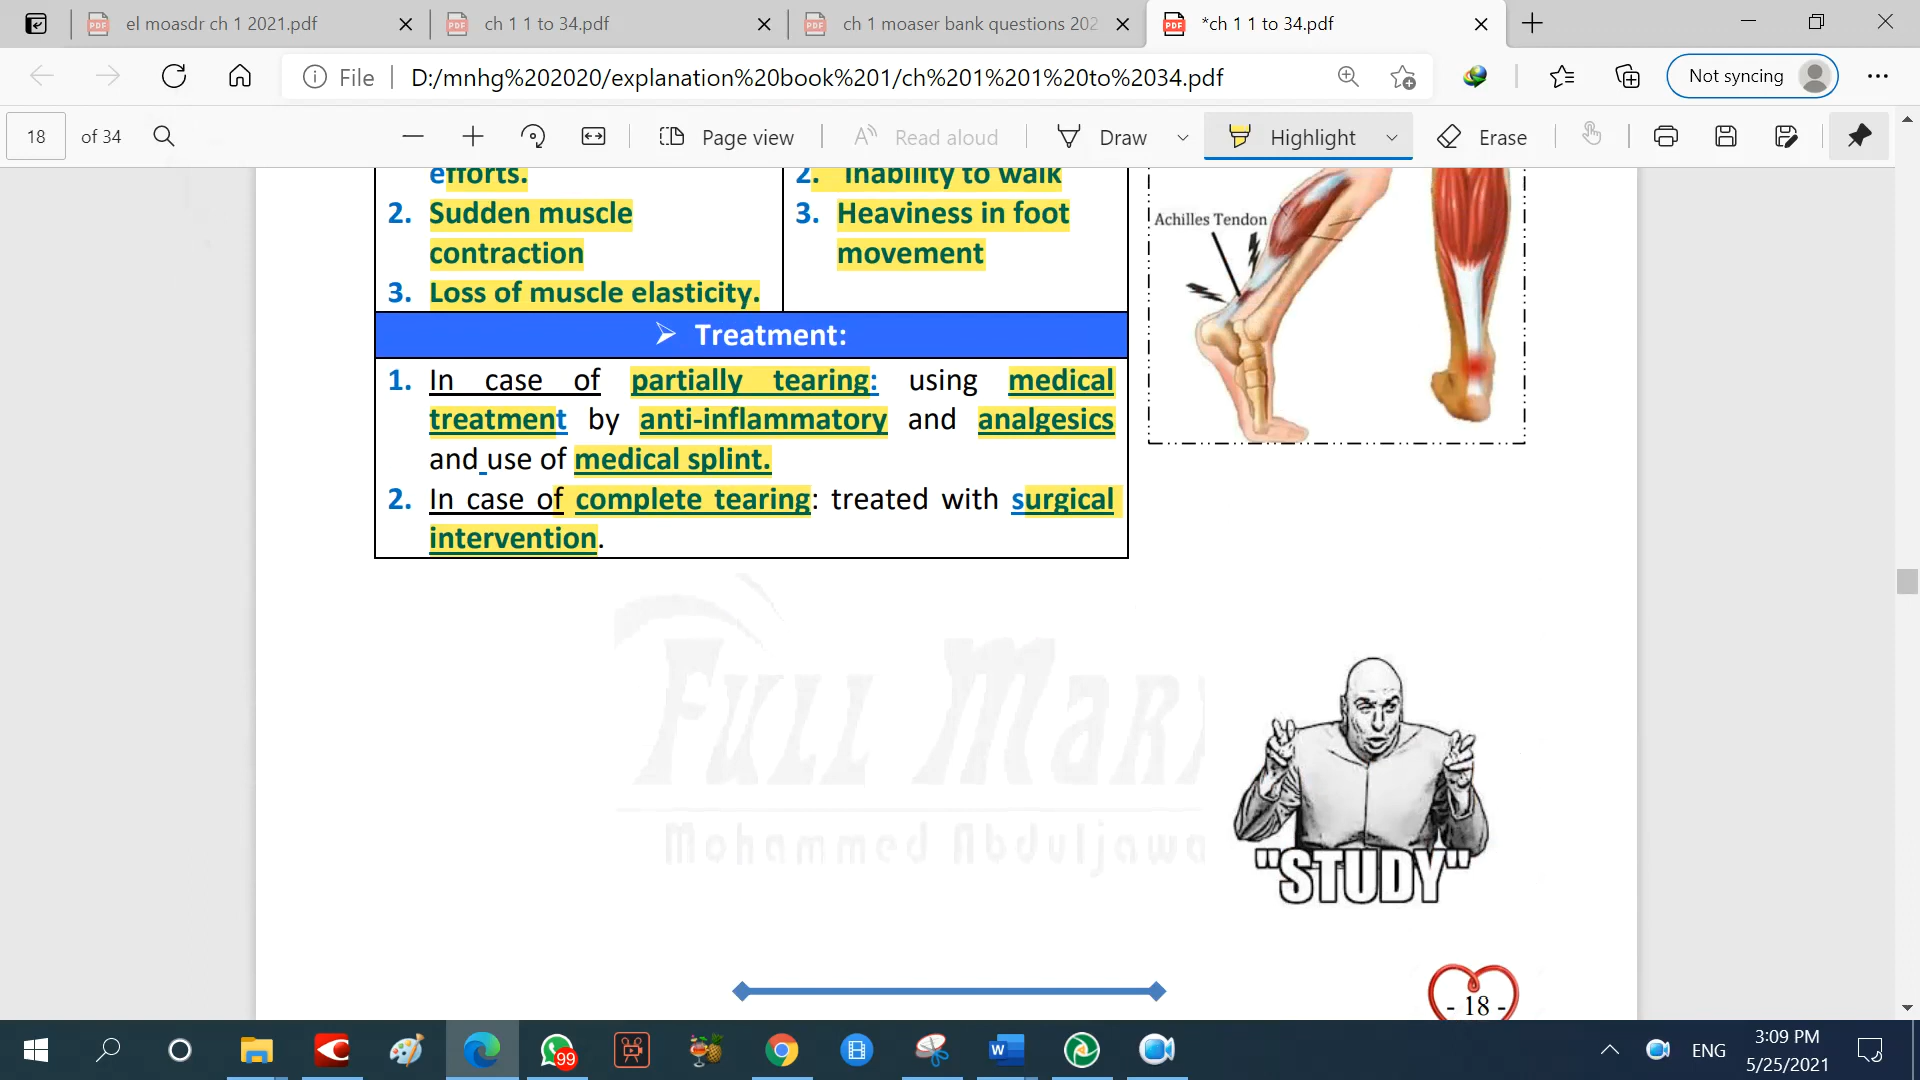 el moasdr ch 1 2021.pdf
ch 1 1 to 34.pdf
ch 1 moaser bank questions 202
*ch 1 1 to 34.pdf
File
D:/mnhg%202020/explanation%20book%201/ch%201%201%20to%2034.pdf
Not syncing
18 of 34
Page view
Read aloud
Draw
Highlight
Erase
efforts.
2. Sudden muscle
contraction
3. Loss of muscle elasticity.
2. Inability to walk
3. Heaviness in foot
movement
Achilles Tendon
➢ Treatment:
1. In case of partially tearing: using medical
treatment by anti-inflammatory and analgesics
and use of medical splint.
2. In case of complete tearing: treated with surgical
intervention.
Full Mar
Mohammed Abduljawa
"STUDY"
- 18 -
99
ENG
3:09 PM
5/25/2021